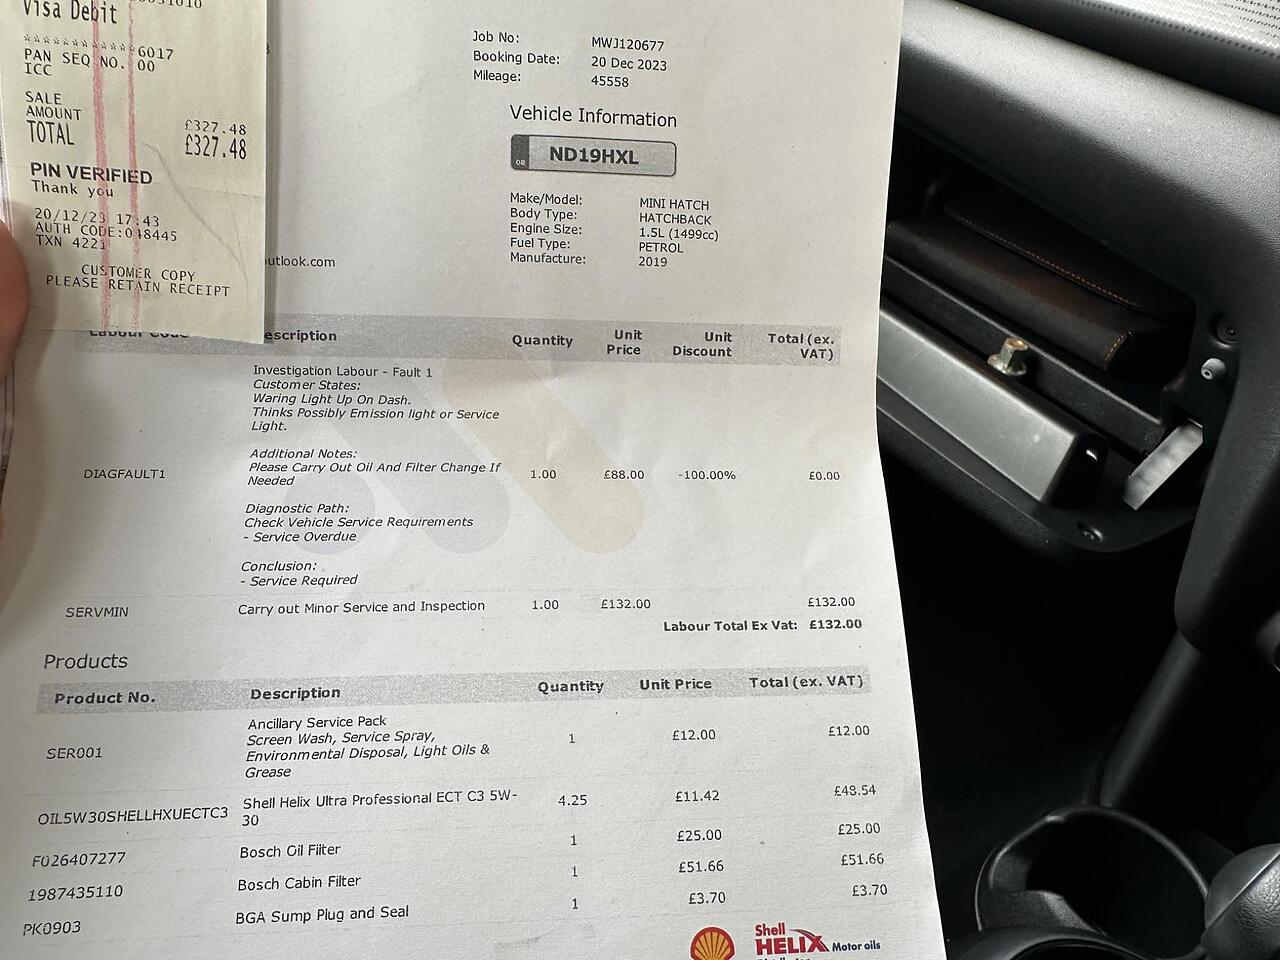 Visa Debit
************6017
PAN SEQ NO. 00
ICC
SALE
AMOUNT £327.48
TOTAL £327.48
PIN VERIFIED
Thank you
20/12/23 17:43
AUTH CODE:048445
TXN 4221
CUSTOMER COPY
PLEASE RETAIN RECEIPT
utlook.com
Job No: MWJ120677
Booking Date: 20 Dec 2023
Mileage: 45558
Vehicle Information
GB ND19HXL
Make/Model: MINI HATCH
Body Type: HATCHBACK
Engine Size: 1.5L (1499cc)
Fuel Type: PETROL
Manufacture: 2019
Labour Code escription Quantity Unit Price Unit Discount Total (ex. VAT)
Investigation Labour - Fault 1
Customer States:
Waring Light Up On Dash.
Thinks Possibly Emission light or Service
Light.
Additional Notes:
Please Carry Out Oil And Filter Change If
Needed
DIAGFAULT1 1.00 £88.00 -100.00% £0.00
Diagnostic Path:
Check Vehicle Service Requirements
- Service Overdue
Conclusion:
- Service Required
SERVMIN Carry out Minor Service and Inspection 1.00 £132.00 £132.00
Labour Total Ex Vat: £132.00
Products
Product No. Description Quantity Unit Price Total (ex. VAT)
Ancillary Service Pack
SER001 Screen Wash, Service Spray, 1 £12.00 £12.00
Environmental Disposal, Light Oils &
Grease
OIL5W30SHELLHXUECTC3 Shell Helix Ultra Professional ECT C3 5W- 4.25 £11.42 £48.54
30
F026407277 Bosch Oil Filter 1 £25.00 £25.00
1987435110 Bosch Cabin Filter 1 £51.66 £51.66
PK0903 BGA Sump Plug and Seal 1 £3.70 £3.70
Shell
HELIX Motor oils